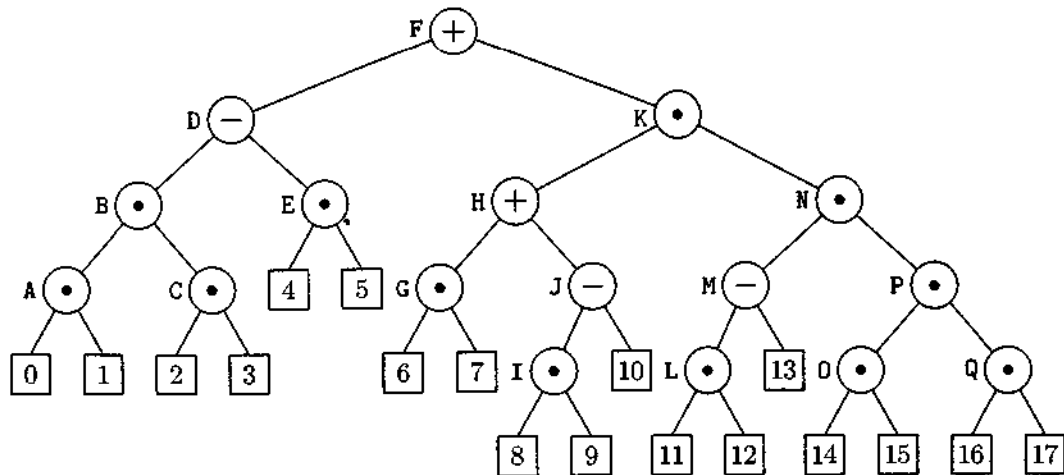 F +
D − K •
B • E • H + N •
A • C • 4 5 G • J − M − P •
0 1 2 3 6 7 I • 10 L • 13 O • Q •
8 9 11 12 14 15 16 17